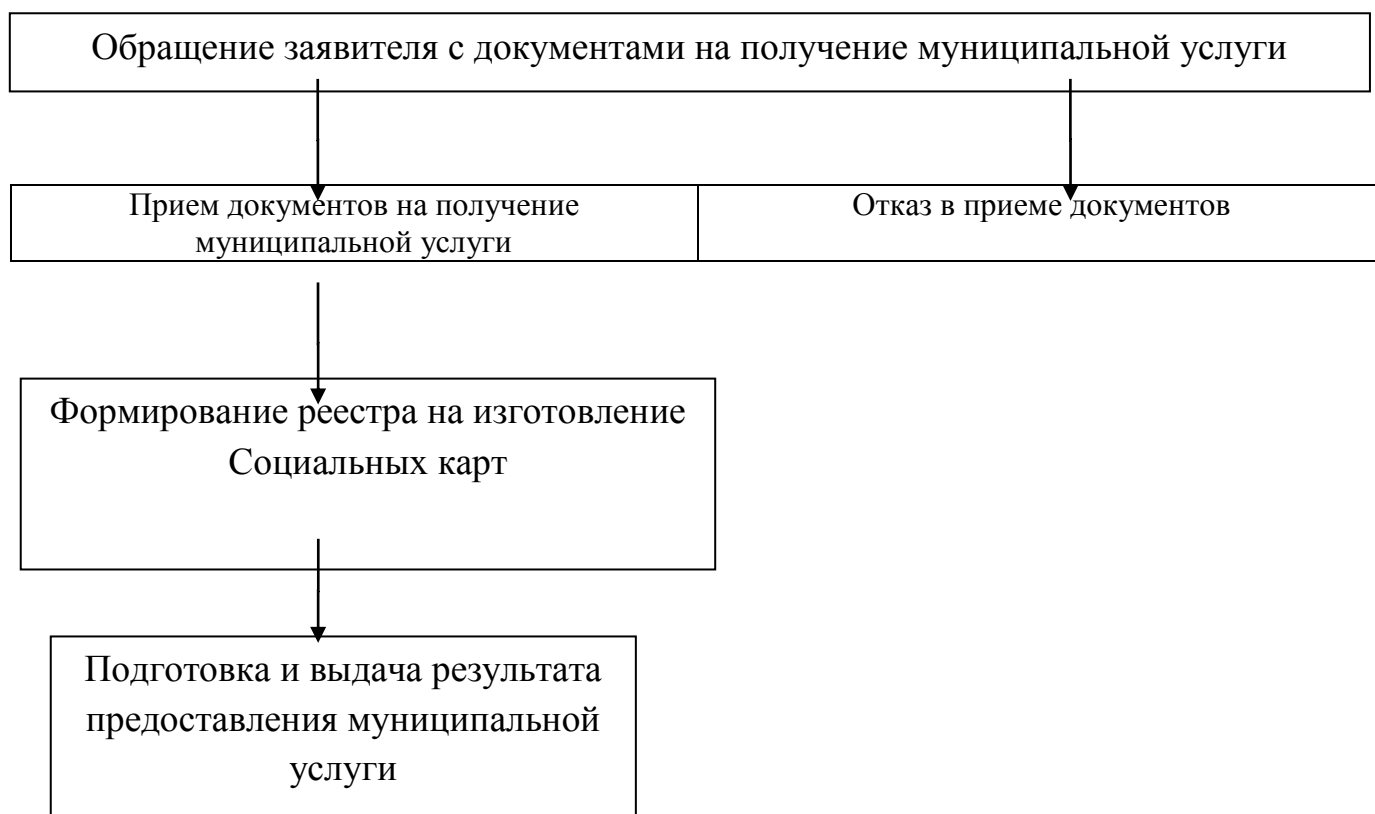 Обращение заявителя с документами на получение муниципальной услуги
Прием документов на получение
муниципальной услуги
Отказ в приеме документов
Формирование реестра на изготовление
Социальных карт
Подготовка и выдача результата
предоставления муниципальной
услуги